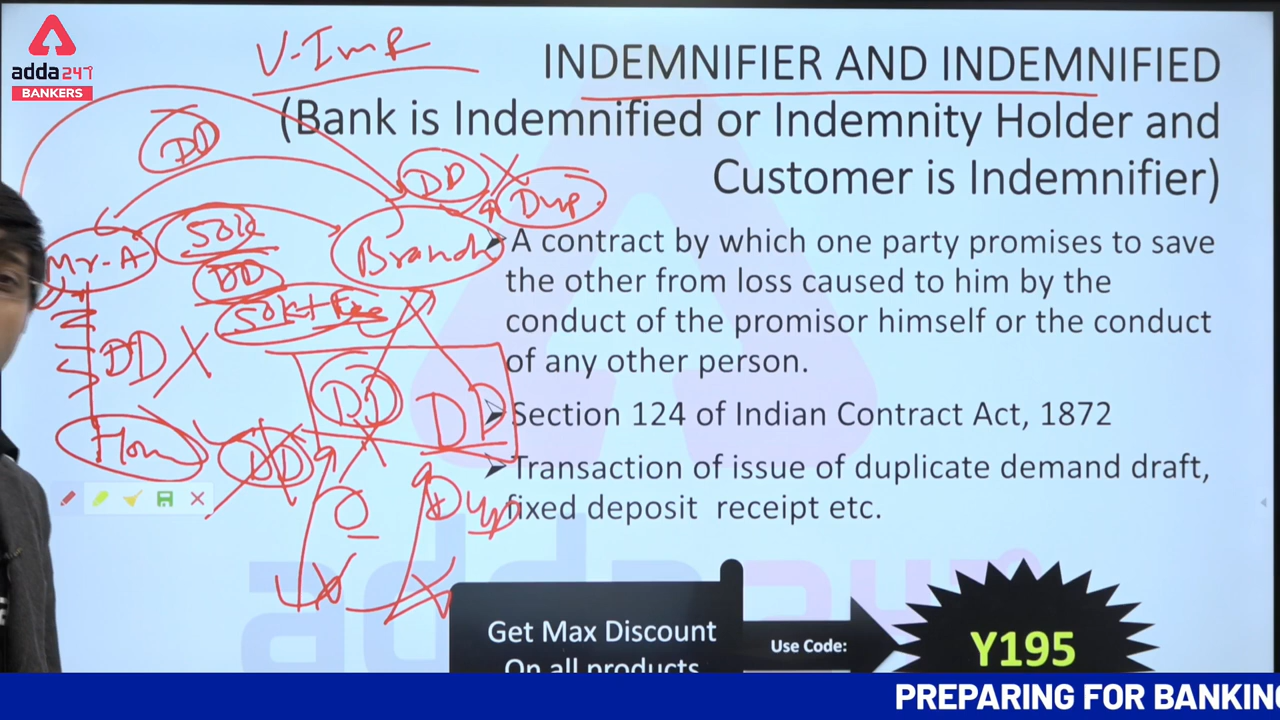 adda247
BANKERS
V-Imp
INDEMNIFIER AND INDEMNIFIED
(Bank is Indemnified or Indemnity Holder and
Customer is Indemnifier)
DD
DD
Dup.
Mr-A
50k
DD
50k+Fee
Branch
DD
DD
DD
Hom
DD
O
Dup
➤ A contract by which one party promises to save
the other from loss caused to him by the
conduct of the promisor himself or the conduct
of any other person.
➤ Section 124 of Indian Contract Act, 1872
➤ Transaction of issue of duplicate demand draft,
fixed deposit receipt etc.
Get Max Discount
On all products
Use Code:
Y195
PREPARING FOR BANKING